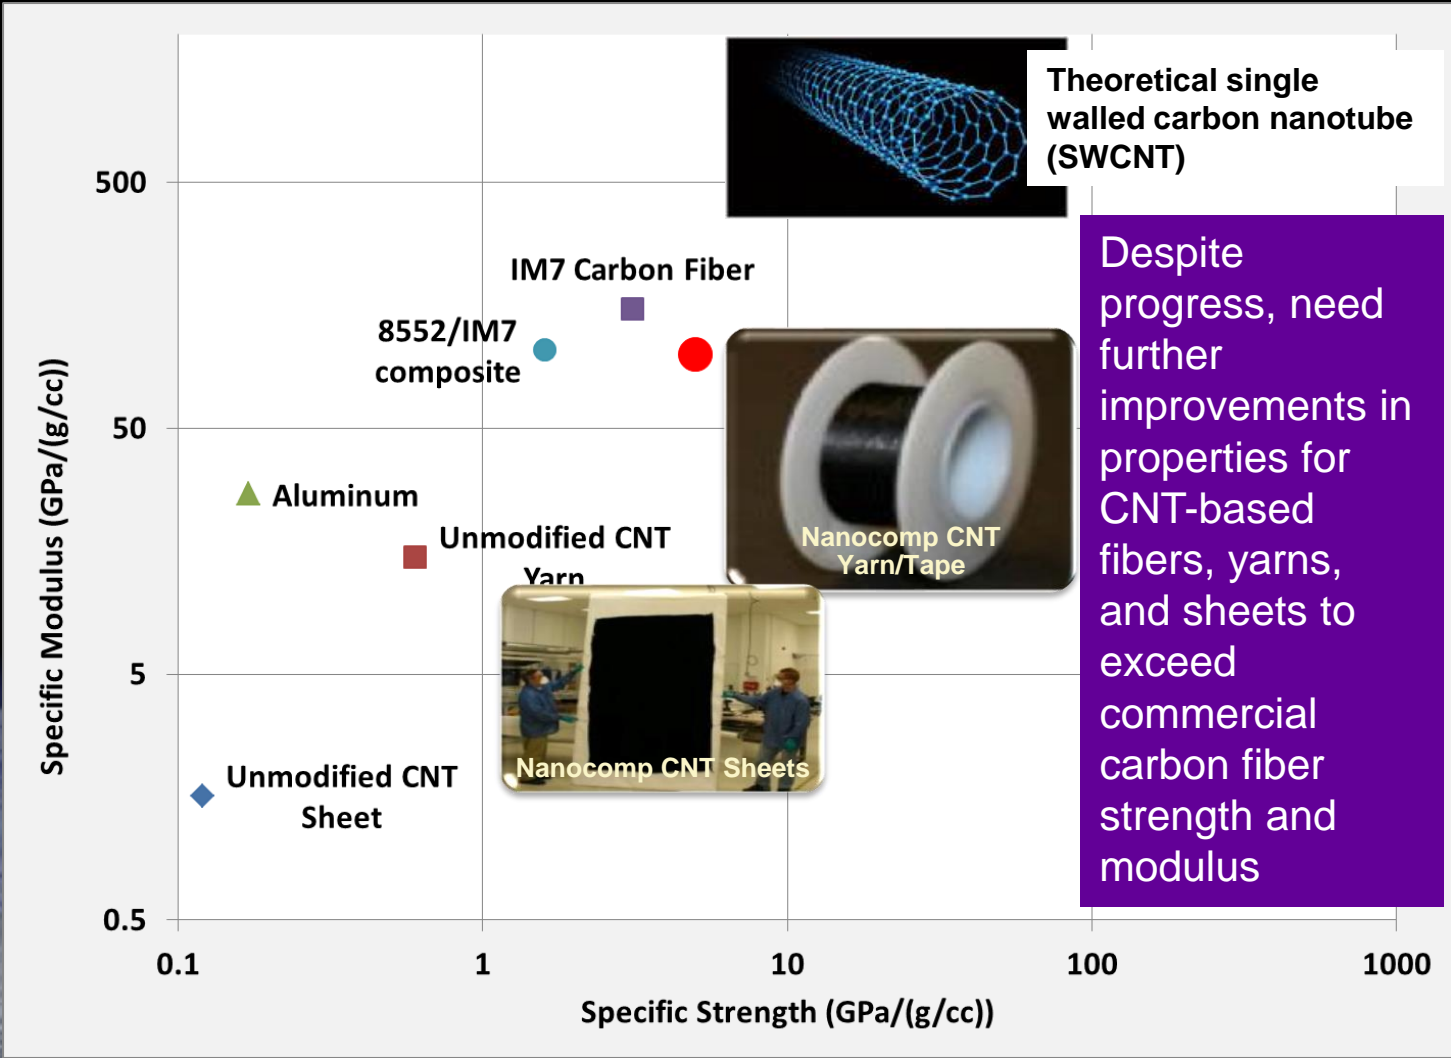 Theoretical single
walled carbon nanotube
(SWCNT)
500
IM7 Carbon Fiber
8552/IM7
composite
50
Aluminum
Unmodified CNT
Yarn
Nanocomp CNT
Yarn/Tape
5
Nanocomp CNT Sheets
Unmodified CNT
Sheet
0.5
0.1
1
10
100
1000
Specific Modulus (GPa/(g/cc))
Specific Strength (GPa/(g/cc))
Despite
progress, need
further
improvements in
properties for
CNT-based
fibers, yarns,
and sheets to
exceed
commercial
carbon fiber
strength and
modulus